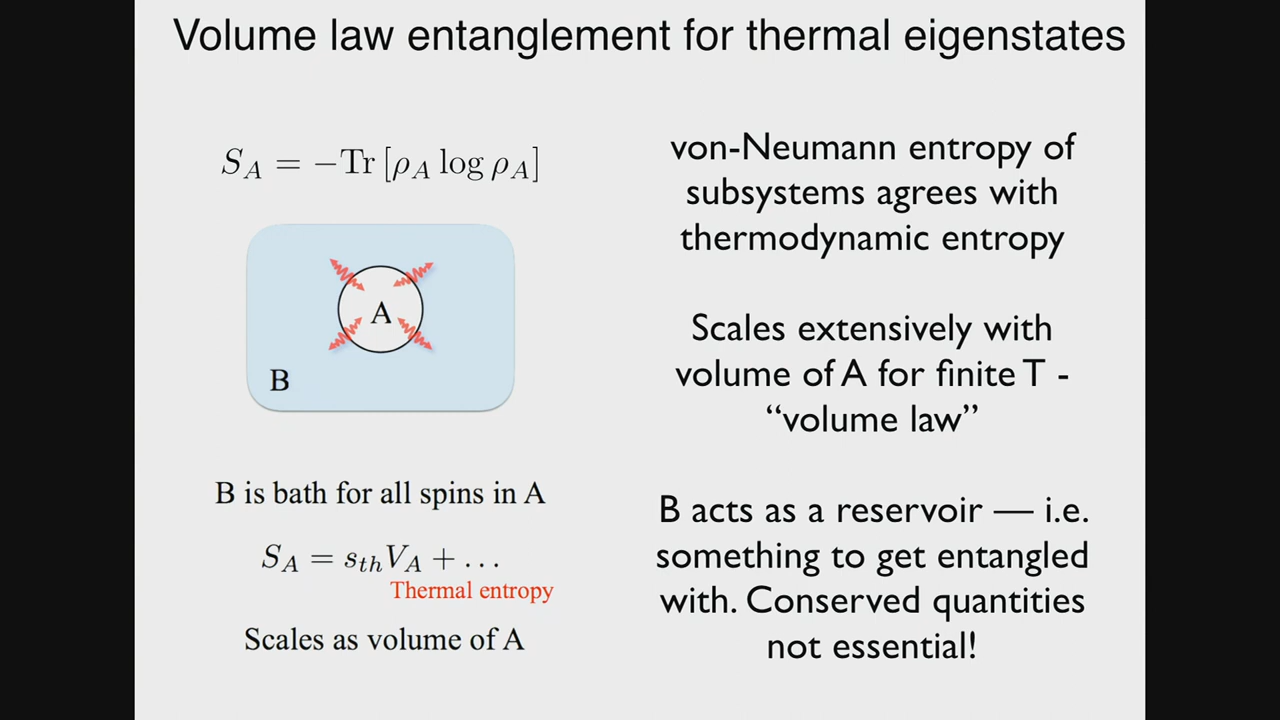 Volume law entanglement for thermal eigenstates
S_A = −Tr [ρ_A log ρ_A]
A
B
B is bath for all spins in A
S_A = s_{th}V_A + . . .
Thermal entropy
Scales as volume of A
von-Neumann entropy of
subsystems agrees with
thermodynamic entropy
Scales extensively with
volume of A for finite T -
“volume law”
B acts as a reservoir — i.e.
something to get entangled
with. Conserved quantities
not essential!